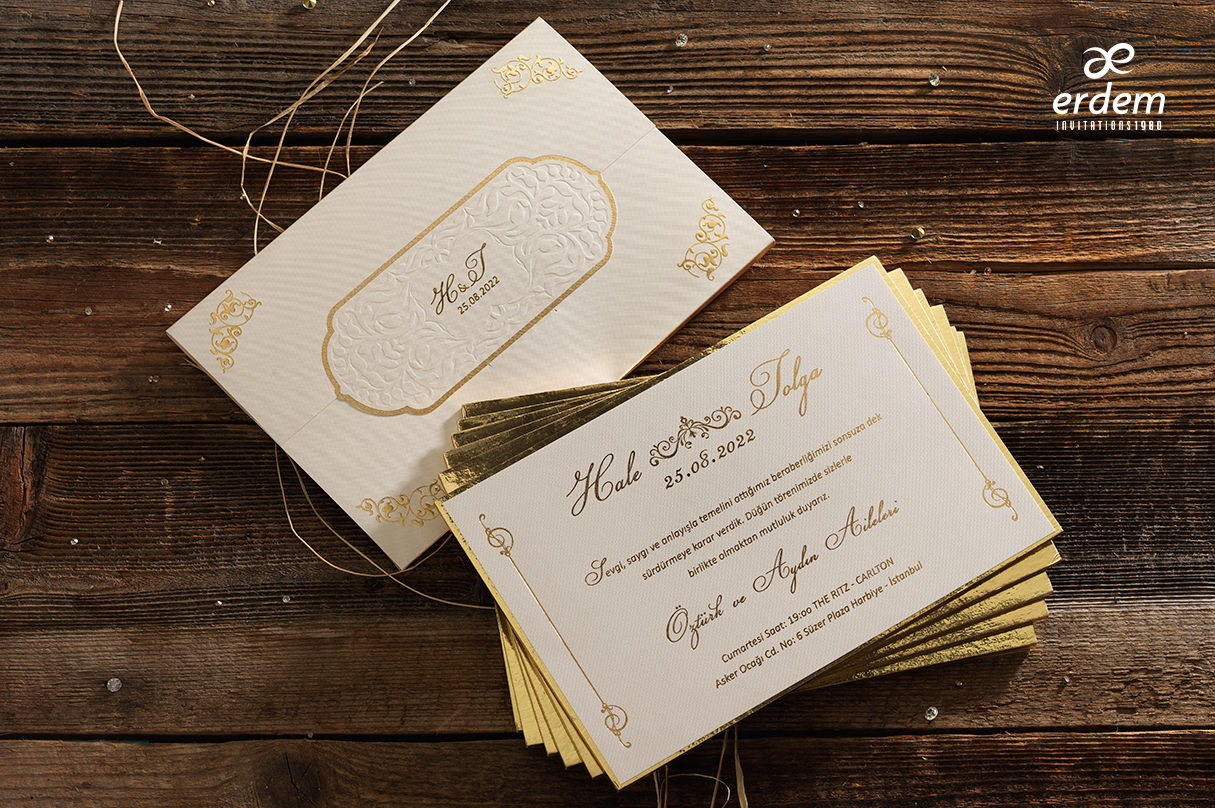 erdem
INVITATIONS1980
H & T
25.08.2022
Hale Tolga
25.08.2022
Sevgi, saygı ve anlayışla temelini attığımız beraberliğimizi sonsuza dek
sürdürmeye karar verdik. Düğün törenimizde sizlerle
birlikte olmaktan mutluluk duyarız.
Öztürk ve Aydın Aileleri
Cumartesi Saat: 19:00 THE RITZ - CARLTON
Asker Ocağı Cd. No: 6 Süzer Plaza Harbiye - İstanbul